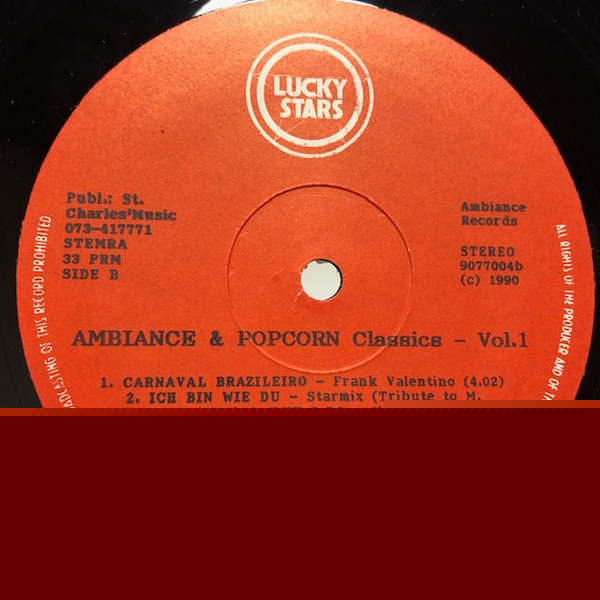 LUCKY
STARS
Publ.: St.
Charles'Music
073-417771
STEMRA
33 PRM
SIDE B
Ambiance
Records
STEREO
9077004b
(c) 1990
AMBIANCE & POPCORN Classics - Vol.1
1. CARNAVAL BRAZILEIRO - Frank Valentino (4.02)
2. ICH BIN WIE DU - Starmix (Tribute to M.
OF THIS RECORD PROHIBITED
ALL RIGHTS OF THE PRODUCER AND OF